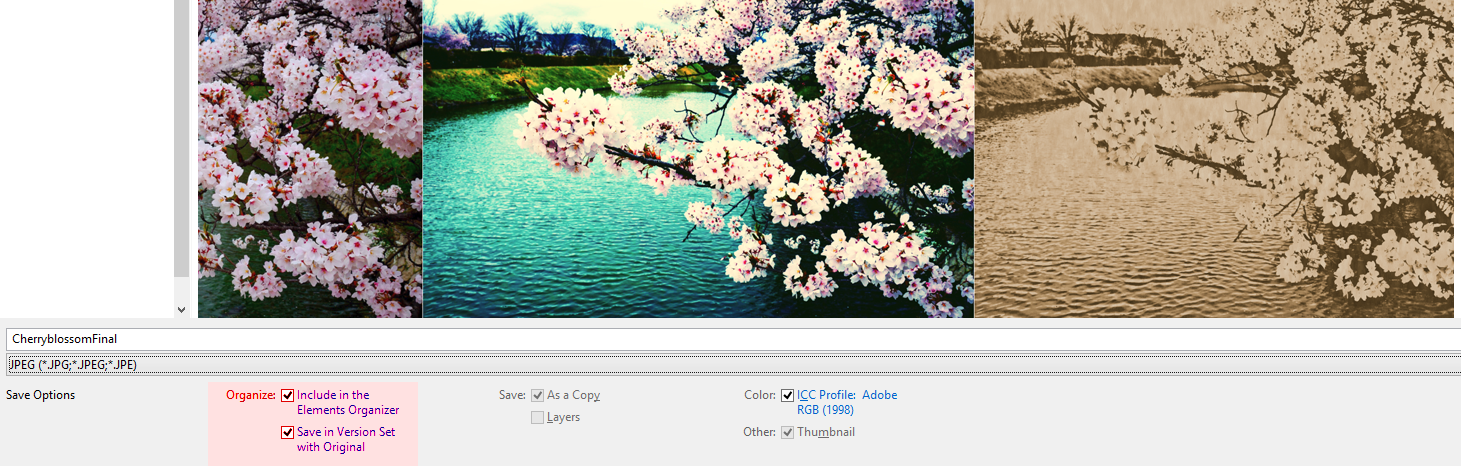 CherryblossomFinal
JPEG (*.JPG;*.JPEG;*.JPE)
Save Options
Organize:
Include in the
Elements Organizer
Save in Version Set
with Original
Save:
As a Copy
Layers
Color:
ICC Profile: Adobe
RGB (1998)
Other:
Thumbnail